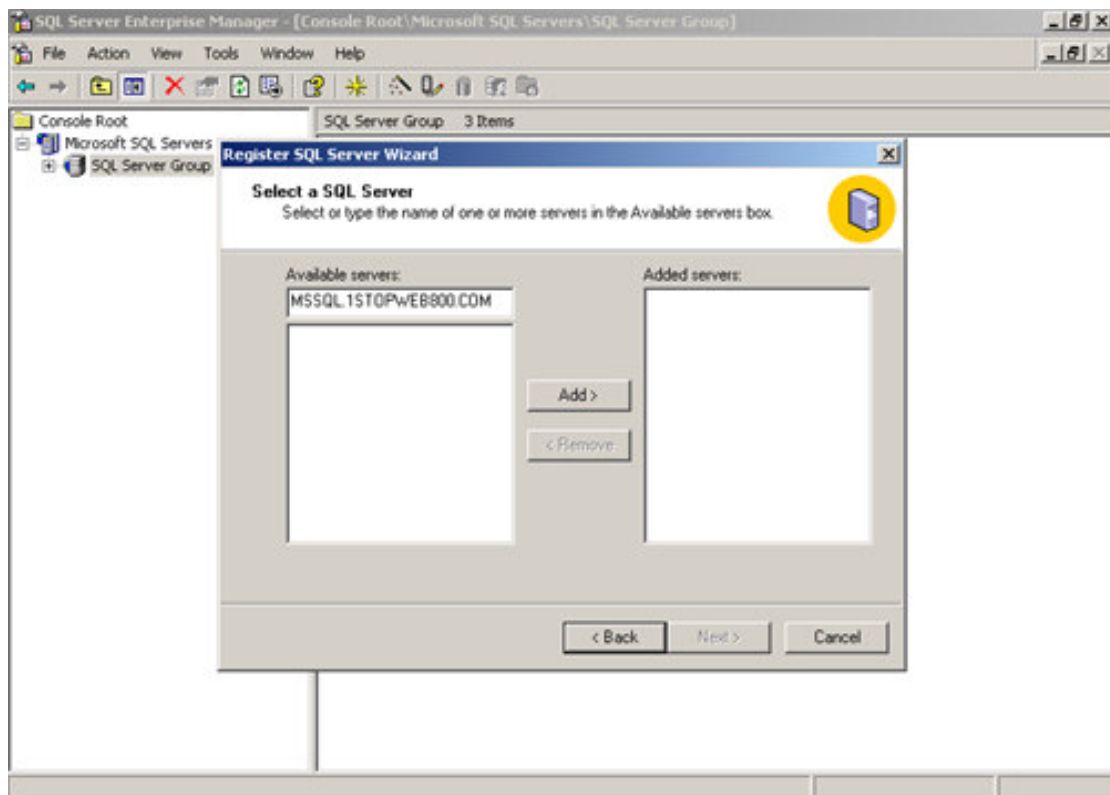 SQL Server Enterprise Manager - [Console Root\Microsoft SQL Servers\SQL Server Group]
File Action View Tools Window Help
Console Root
Microsoft SQL Servers
SQL Server Group
SQL Server Group 3 Items
Register SQL Server Wizard
Select a SQL Server
Select or type the name of one or more servers in the Available servers box.
Available servers:
MSSQL.1STOPWEB800.COM
Added servers:
Add >
< Remove
< Back
Next >
Cancel